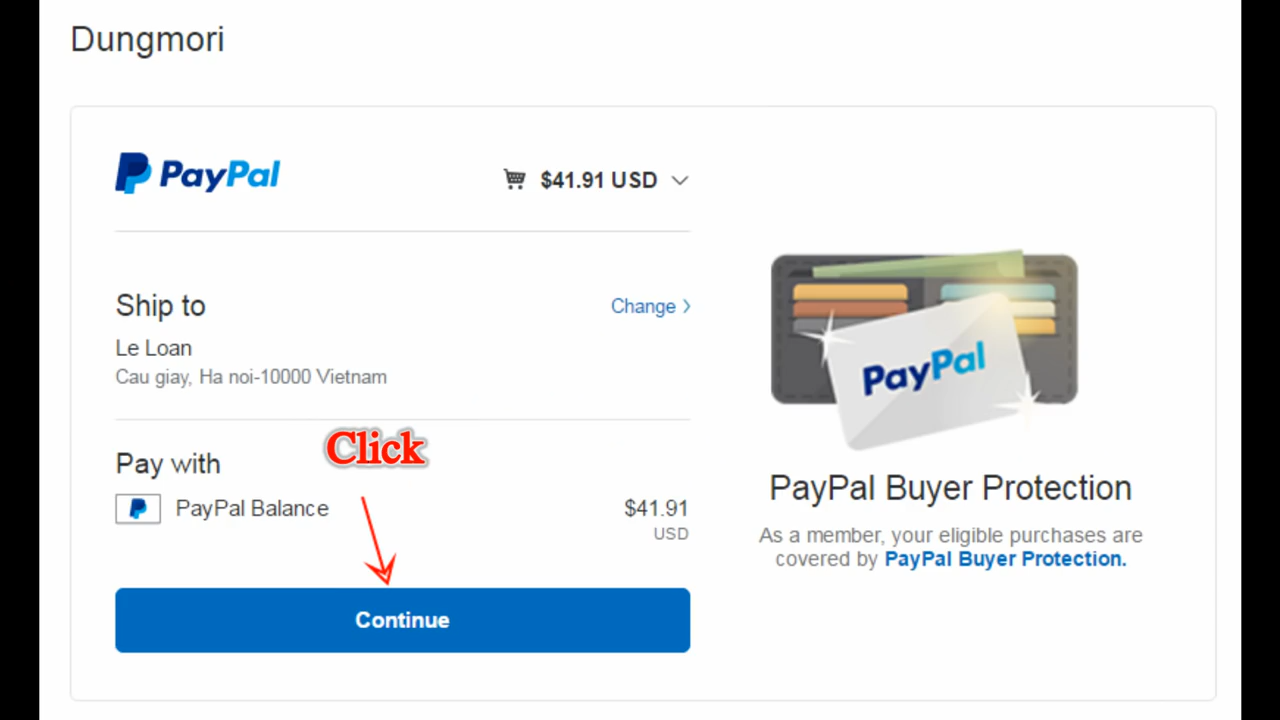 Dungmori
PayPal
$41.91 USD
Ship to
Change
Le Loan
Cau giay, Ha noi-10000 Vietnam
Click
Pay with
PayPal Balance
$41.91
USD
Continue
PayPal
PayPal Buyer Protection
As a member, your eligible purchases are
covered by PayPal Buyer Protection.